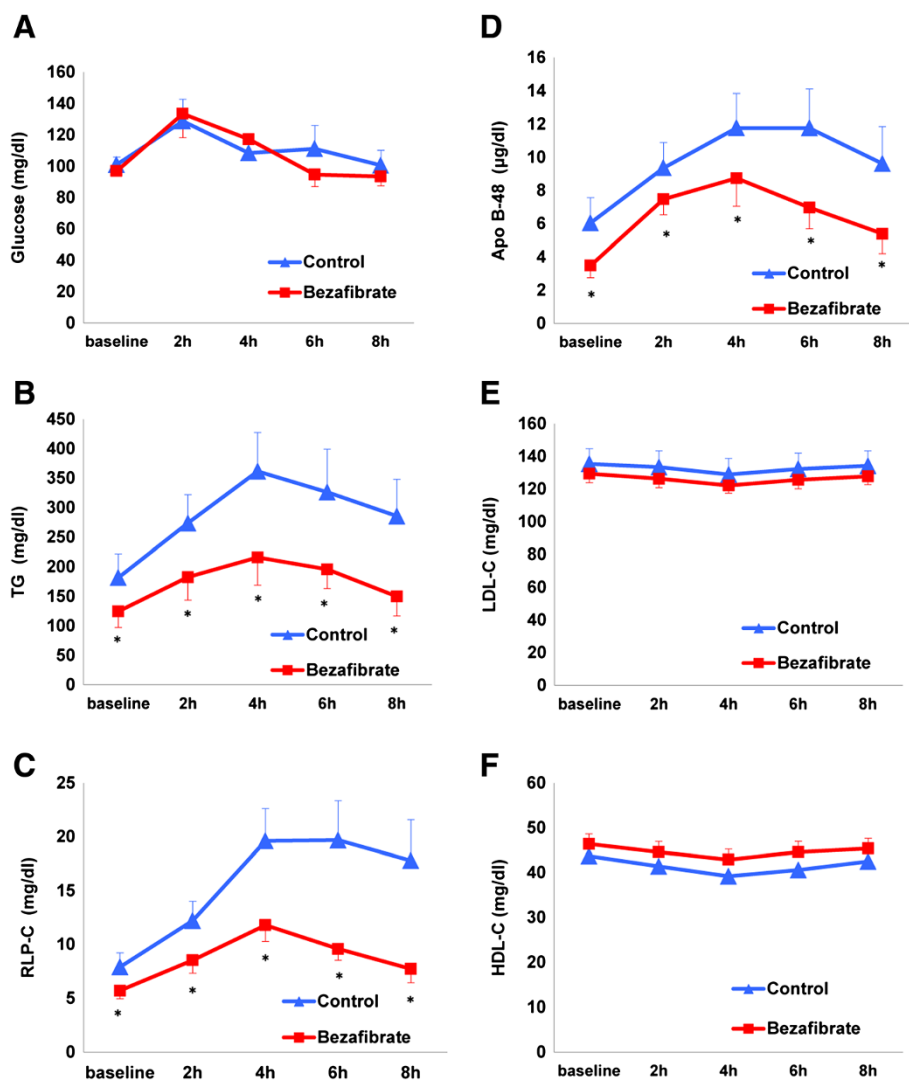 A
Glucose (mg/dl)
160
140
120
100
80
60
40
20
0
Control
Bezafibrate
baseline 2h 4h 6h 8h
B
TG (mg/dl)
450
400
350
300
250
200
150
100
50
0
* * * * *
Control
Bezafibrate
baseline 2h 4h 6h 8h
C
RLP-C (mg/dl)
25
20
15
10
5
0
* * * * *
Control
Bezafibrate
baseline 2h 4h 6h 8h
D
Apo B-48 (µg/dl)
16
14
12
10
8
6
4
2
0
* * * * *
Control
Bezafibrate
baseline 2h 4h 6h 8h
E
LDL-C (mg/dl)
160
140
120
100
80
60
40
20
0
Control
Bezafibrate
baseline 2h 4h 6h 8h
F
HDL-C (mg/dl)
60
50
40
30
20
10
0
Control
Bezafibrate
baseline 2h 4h 6h 8h